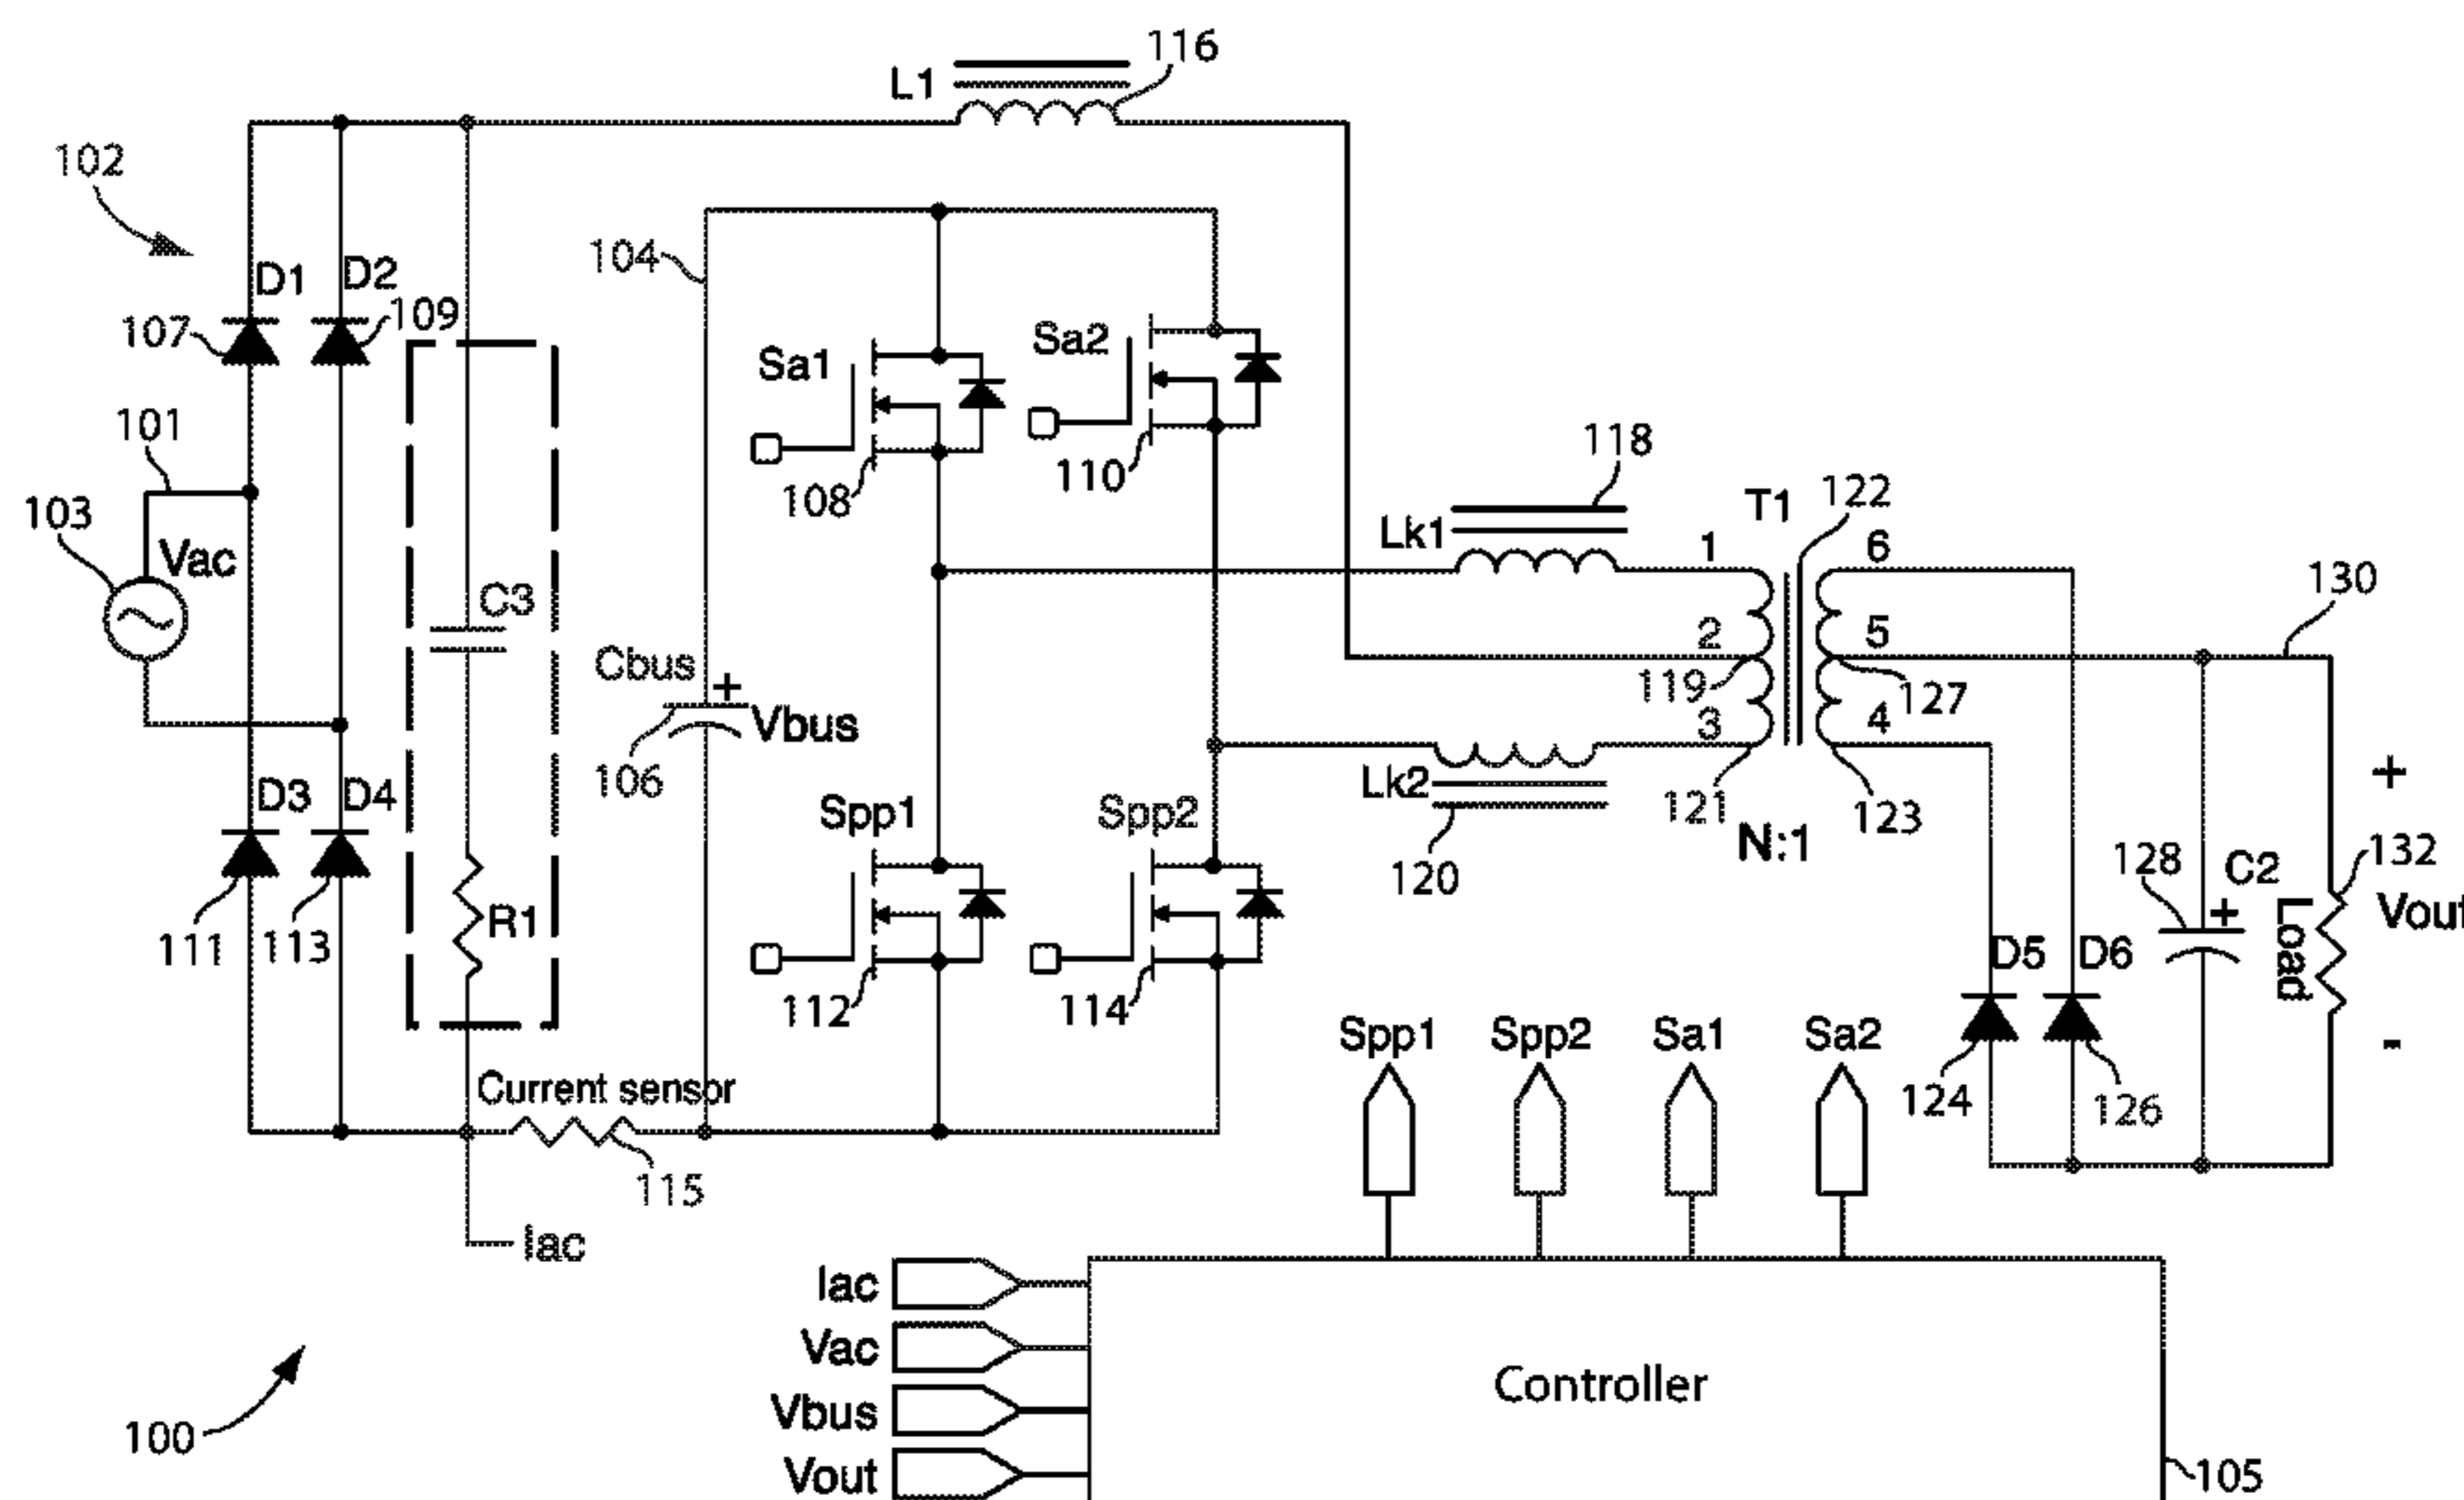 116
L1
102
D1
D2
104
107
109
Sa1
Sa2
101
103
Vac
108
110
118
Lk1
1
T1
122
6
130
C3
2
5
Cbus
+
Vbus
119
127
3
4
106
Lk2
121
123
+
D3
D4
Spp1
Spp2
N:1
120
128
C2
132
R1
+
Load
Vout
111
113
D5
D6
112
114
Spp1
Spp2
Sa1
Sa2
-
Current sensor
124
126
115
Iac
Iac
Vac
Controller
Vbus
100
Vout
105